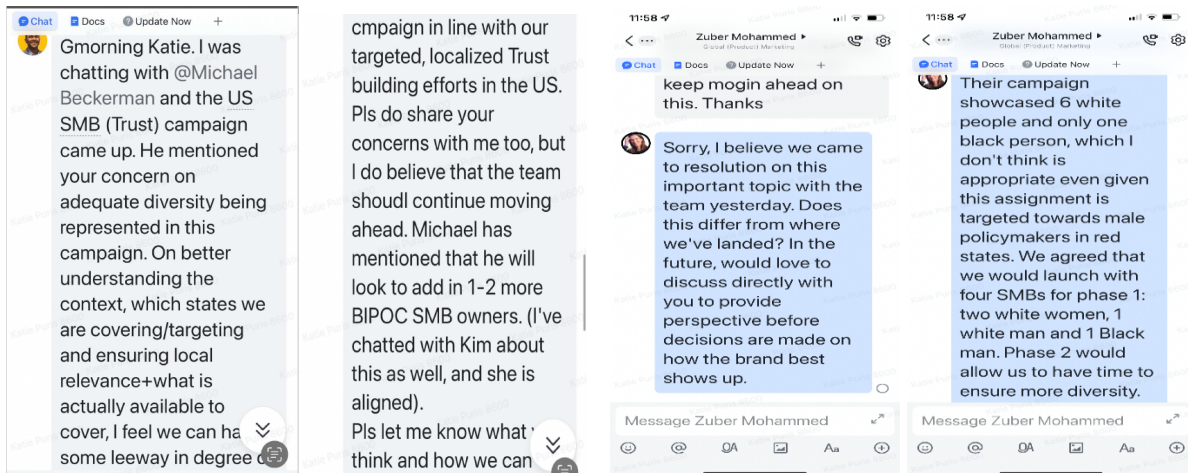 Chat Docs Update Now +
Gmorning Katie. I was
chatting with @Michael
Beckerman and the US
SMB (Trust) campaign
came up. He mentioned
your concern on
adequate diversity being
represented in this
campaign. On better
understanding the
context, which states we
are covering/targeting
and ensuring local
relevance+what is
actually available to
cover, I feel we can
some leeway in degree
cmpaign in line with our
targeted, localized Trust
building efforts in the US.
Pls do share your
concerns with me too, but
I do believe that the team
shoudl continue moving
ahead. Michael has
mentioned that he will
look to add in 1-2 more
BIPOC SMB owners. (I've
chatted with Kim about
this as well, and she is
aligned).
Pls let me know what
think and how we can
11:58
Zuber Mohammed
Global (Product) Marketing
Chat Docs Update Now +
keep mogin ahead on
this. Thanks
Sorry, I believe we came
to resolution on this
important topic with the
team yesterday. Does
this differ from where
we've landed? In the
future, would love to
discuss directly with
you to provide
perspective before
decisions are made on
how the brand best
shows up.
Message Zuber Mohammed
Aa
11:58
Zuber Mohammed
Global (Product) Marketing
Chat Docs Update Now +
Their campaign
showcased 6 white
people and only one
black person, which I
don't think is
appropriate even given
this assignment is
targeted towards male
policymakers in red
states. We agreed that
we would launch with
four SMBs for phase 1:
two white women, 1
white man and 1 Black
man. Phase 2 would
allow us to have time to
ensure more diversity.
Message Zuber Mohammed
Aa